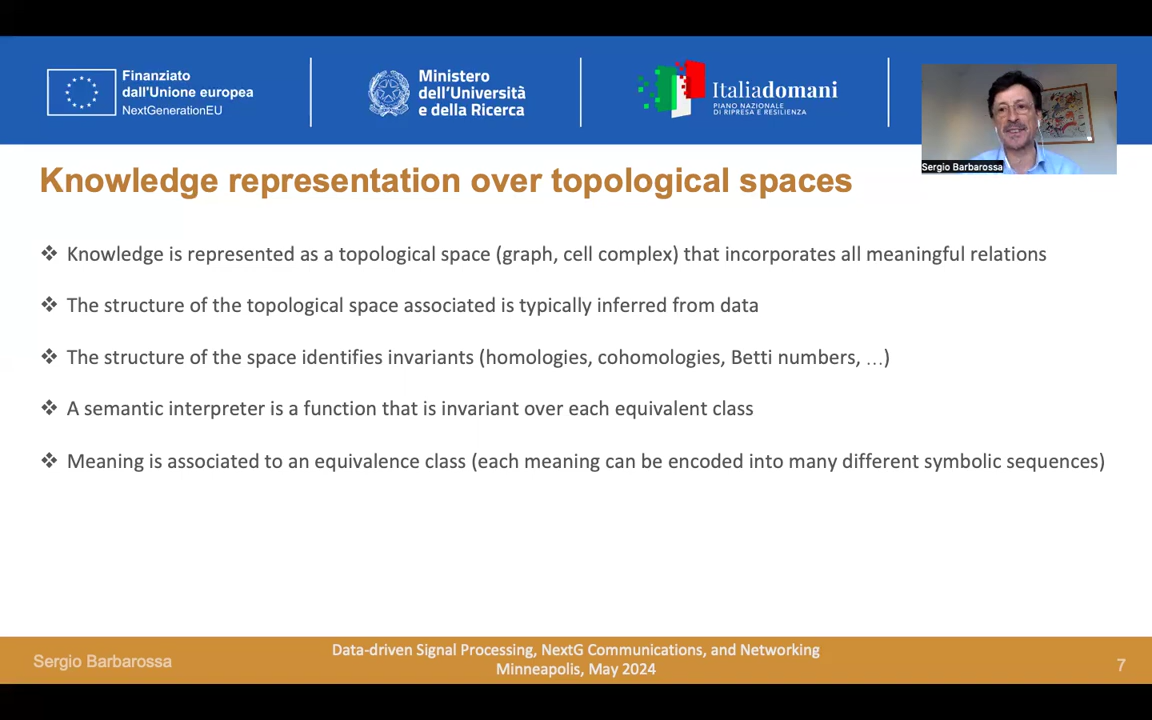 Finanziato
dall'Unione europea
NextGenerationEU
Ministero
dell'Università
e della Ricerca
Italiadomani
PIANO NAZIONALE
DI RIPRESA E RESILIENZA
Sergio Barbarossa
Knowledge representation over topological spaces
❖ Knowledge is represented as a topological space (graph, cell complex) that incorporates all meaningful relations
❖ The structure of the topological space associated is typically inferred from data
❖ The structure of the space identifies invariants (homologies, cohomologies, Betti numbers, …)
❖ A semantic interpreter is a function that is invariant over each equivalent class
❖ Meaning is associated to an equivalence class (each meaning can be encoded into many different symbolic sequences)
Sergio Barbarossa
Data-driven Signal Processing, NextG Communications, and Networking
Minneapolis, May 2024
7